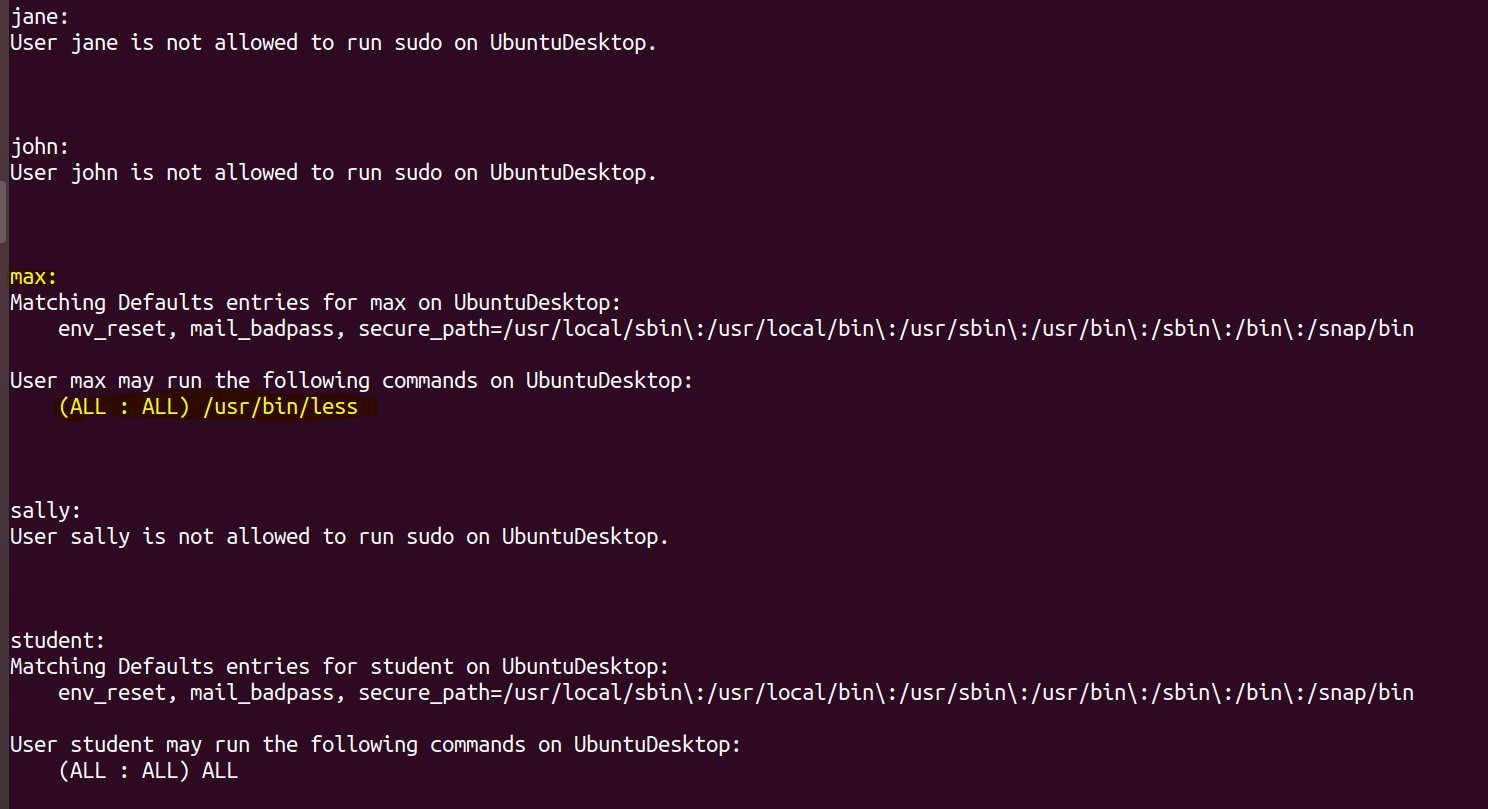 jane:
User jane is not allowed to run sudo on UbuntuDesktop.
john:
User john is not allowed to run sudo on UbuntuDesktop.
max:
Matching Defaults entries for max on UbuntuDesktop:
env_reset, mail_badpass, secure_path=/usr/local/sbin\:/usr/local/bin\:/usr/sbin\:/usr/bin\:/sbin\:/bin\:/snap/bin
User max may run the following commands on UbuntuDesktop:
(ALL : ALL) /usr/bin/less
sally:
User sally is not allowed to run sudo on UbuntuDesktop.
student:
Matching Defaults entries for student on UbuntuDesktop:
env_reset, mail_badpass, secure_path=/usr/local/sbin\:/usr/local/bin\:/usr/sbin\:/usr/bin\:/sbin\:/bin\:/snap/bin
User student may run the following commands on UbuntuDesktop:
(ALL : ALL) ALL